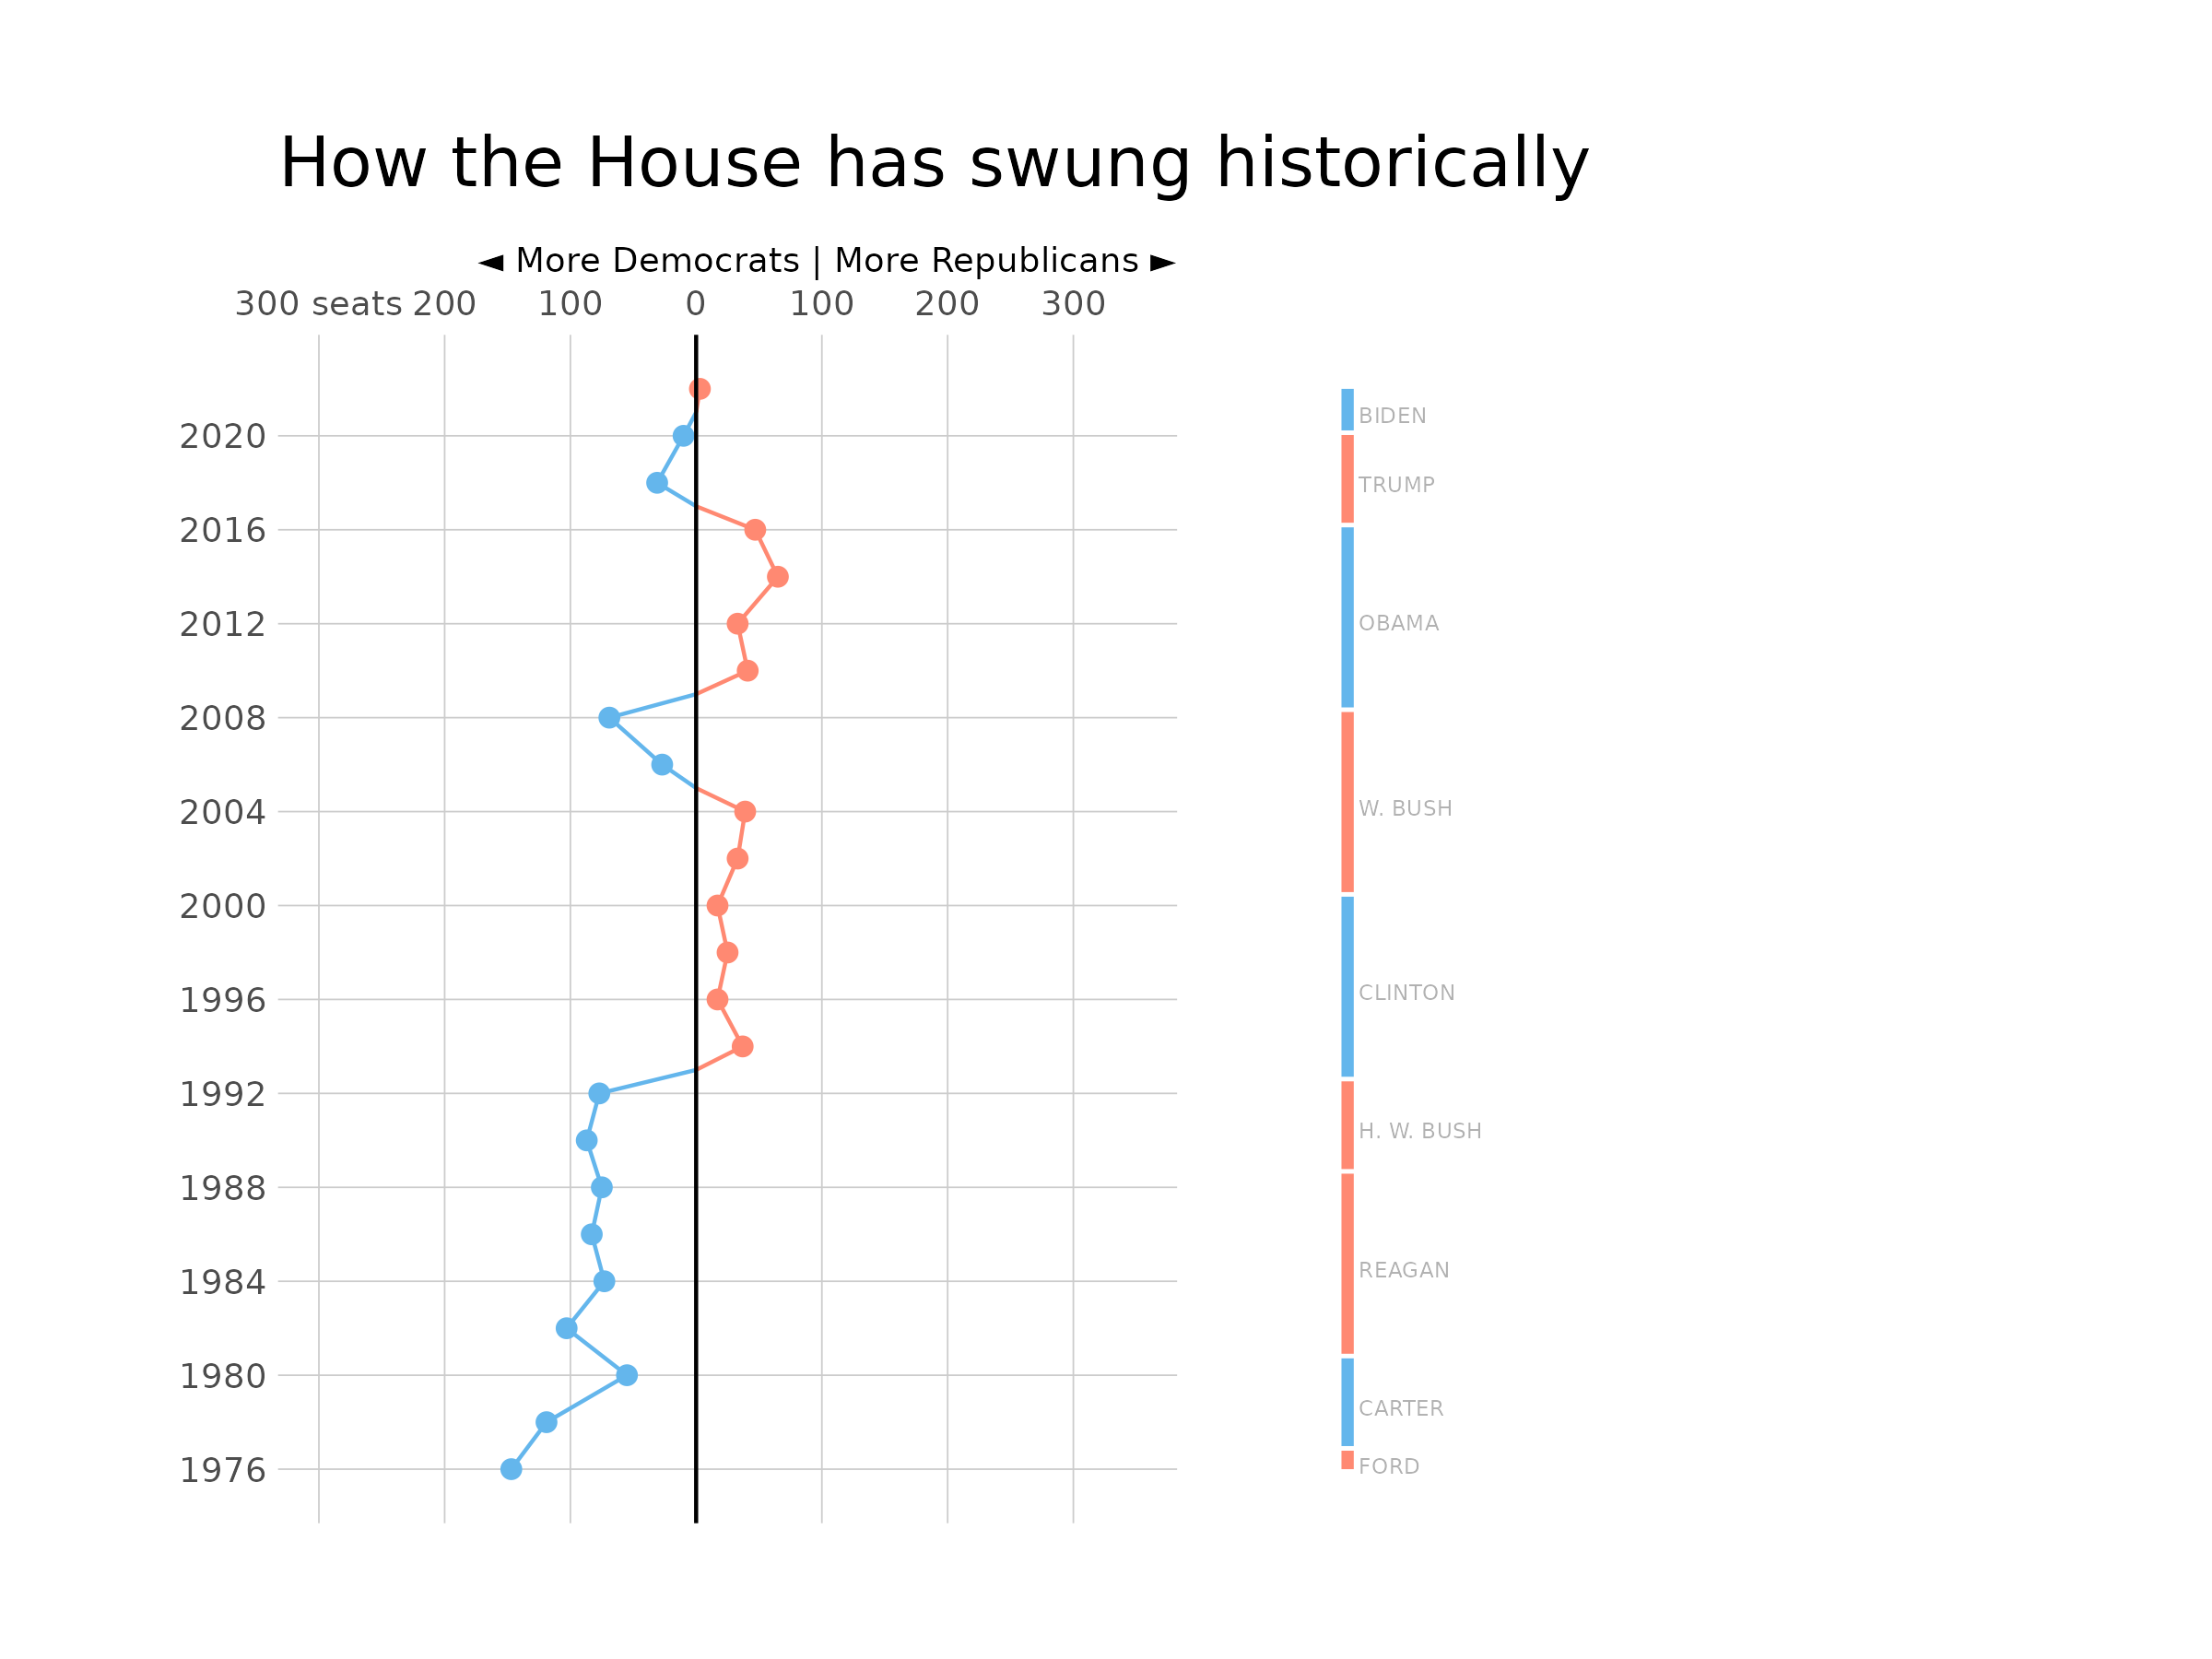 How the House has swung historically
◄ More Democrats | More Republicans ►
300 seats 200 100 0 100 200 300
BIDEN
2020
TRUMP
2016
2012
OBAMA
2008
2004
W. BUSH
2000
1996
CLINTON
1992
H. W. BUSH
1988
1984
REAGAN
1980
CARTER
1976
FORD